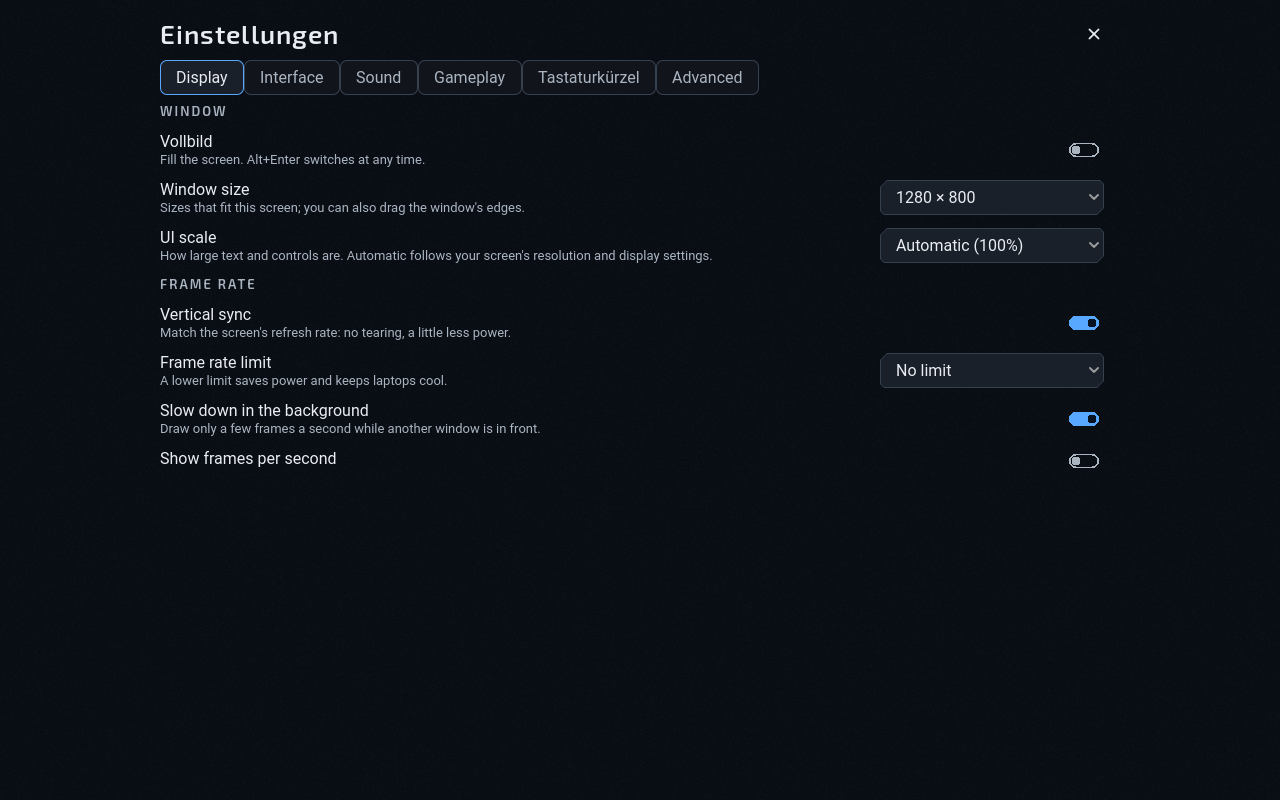 Einstellungen
×
Display
Interface
Sound
Gameplay
Tastaturkürzel
Advanced
WINDOW
Vollbild
Fill the screen. Alt+Enter switches at any time.
Window size
Sizes that fit this screen; you can also drag the window's edges.
1280 × 800
UI scale
How large text and controls are. Automatic follows your screen's resolution and display settings.
Automatic (100%)
FRAME RATE
Vertical sync
Match the screen's refresh rate: no tearing, a little less power.
Frame rate limit
A lower limit saves power and keeps laptops cool.
No limit
Slow down in the background
Draw only a few frames a second while another window is in front.
Show frames per second